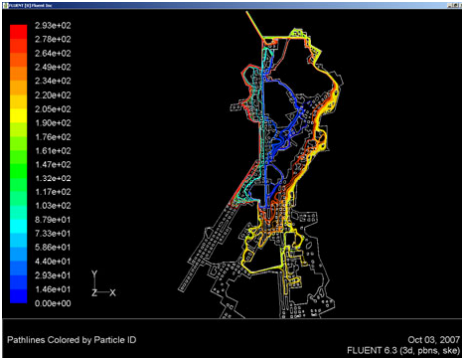 FLUENT [0] Fluent Inc
2.93e+02
2.78e+02
2.64e+02
2.49e+02
2.34e+02
2.20e+02
2.05e+02
1.90e+02
1.76e+02
1.61e+02
1.47e+02
1.32e+02
1.17e+02
1.03e+02
8.79e+01
7.33e+01
5.86e+01
4.40e+01
2.93e+01
1.46e+01
0.00e+00
Y
Z X
Pathlines Colored by Particle ID
Oct 03, 2007
FLUENT 6.3 (3d, pbns, ske)